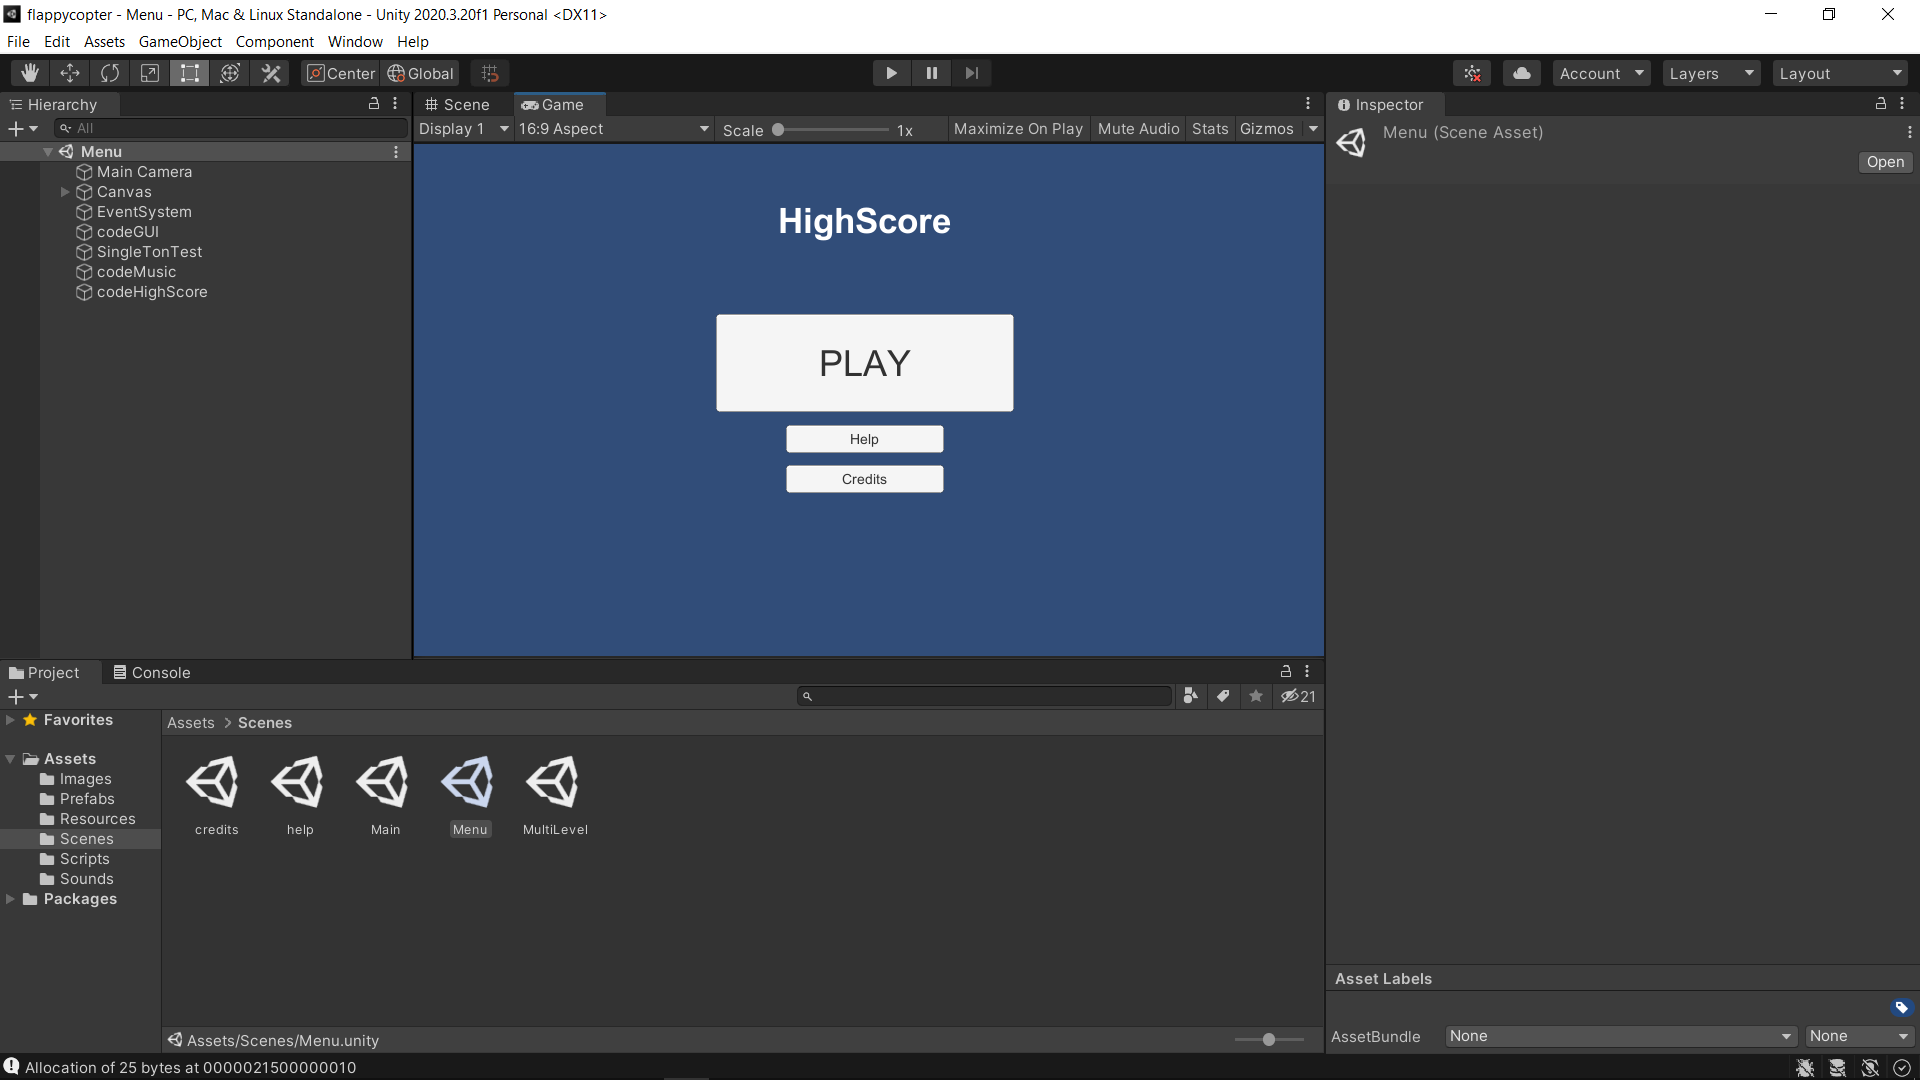 flappycopter - Menu - PC, Mac & Linux Standalone - Unity 2020.3.20f1 Personal <DX11>
File Edit Assets GameObject Component Window Help
Center Global Account Layers Layout
Hierarchy
All
Menu
Main Camera
Canvas
EventSystem
codeGUI
SingleTonTest
codeMusic
codeHighScore
Scene Game
Display 1 16:9 Aspect Scale 1x Maximize On Play Mute Audio Stats Gizmos
HighScore
PLAY
Help
Credits
Inspector
Menu (Scene Asset)
Open
Project Console
21
Favorites
Assets
Images
Prefabs
Resources
Scenes
Scripts
Sounds
Packages
Assets > Scenes
credits help Main Menu MultiLevel
Assets/Scenes/Menu.unity
Asset Labels
AssetBundle None None
Allocation of 25 bytes at 0000021500000010